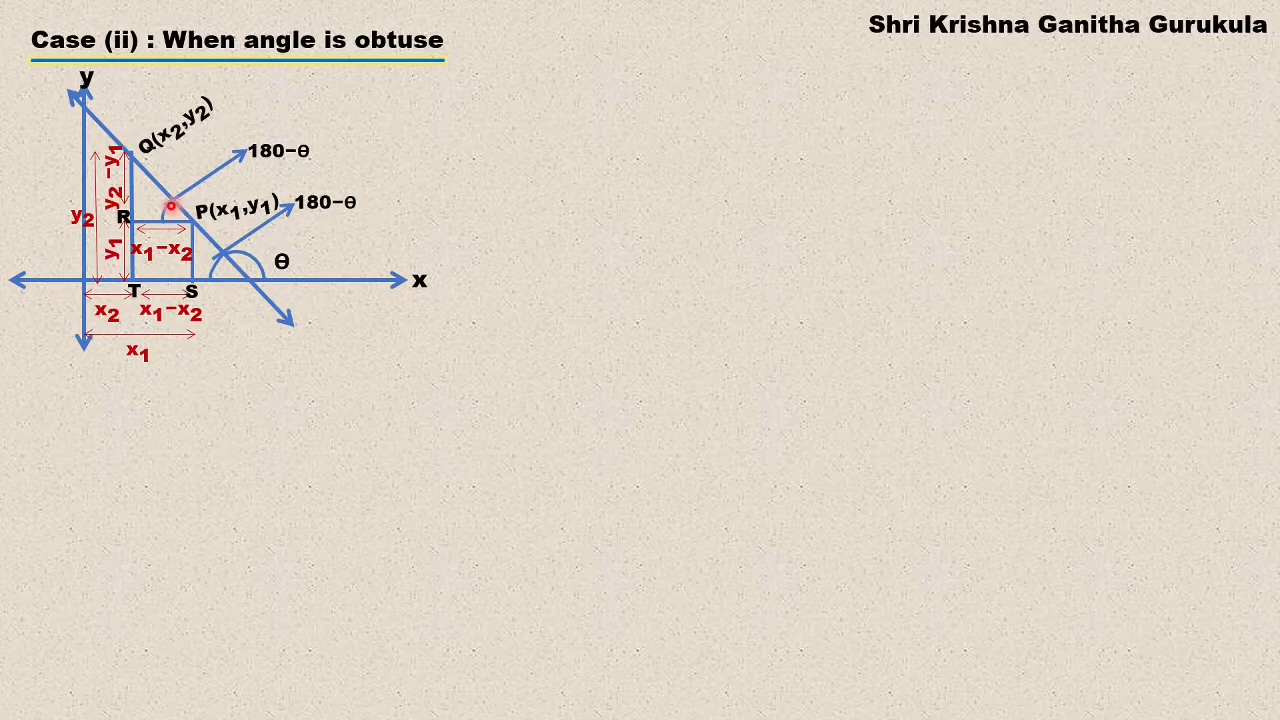 Shri Krishna Ganitha Gurukula
Case (ii) : When angle is obtuse
y
Q(x₂,y₂)
180−θ
y₂ −y₁
P(x₁,y₁)
180−θ
y₂
R
y₁
x₁−x₂
θ
x
T
S
x₂
x₁−x₂
x₁